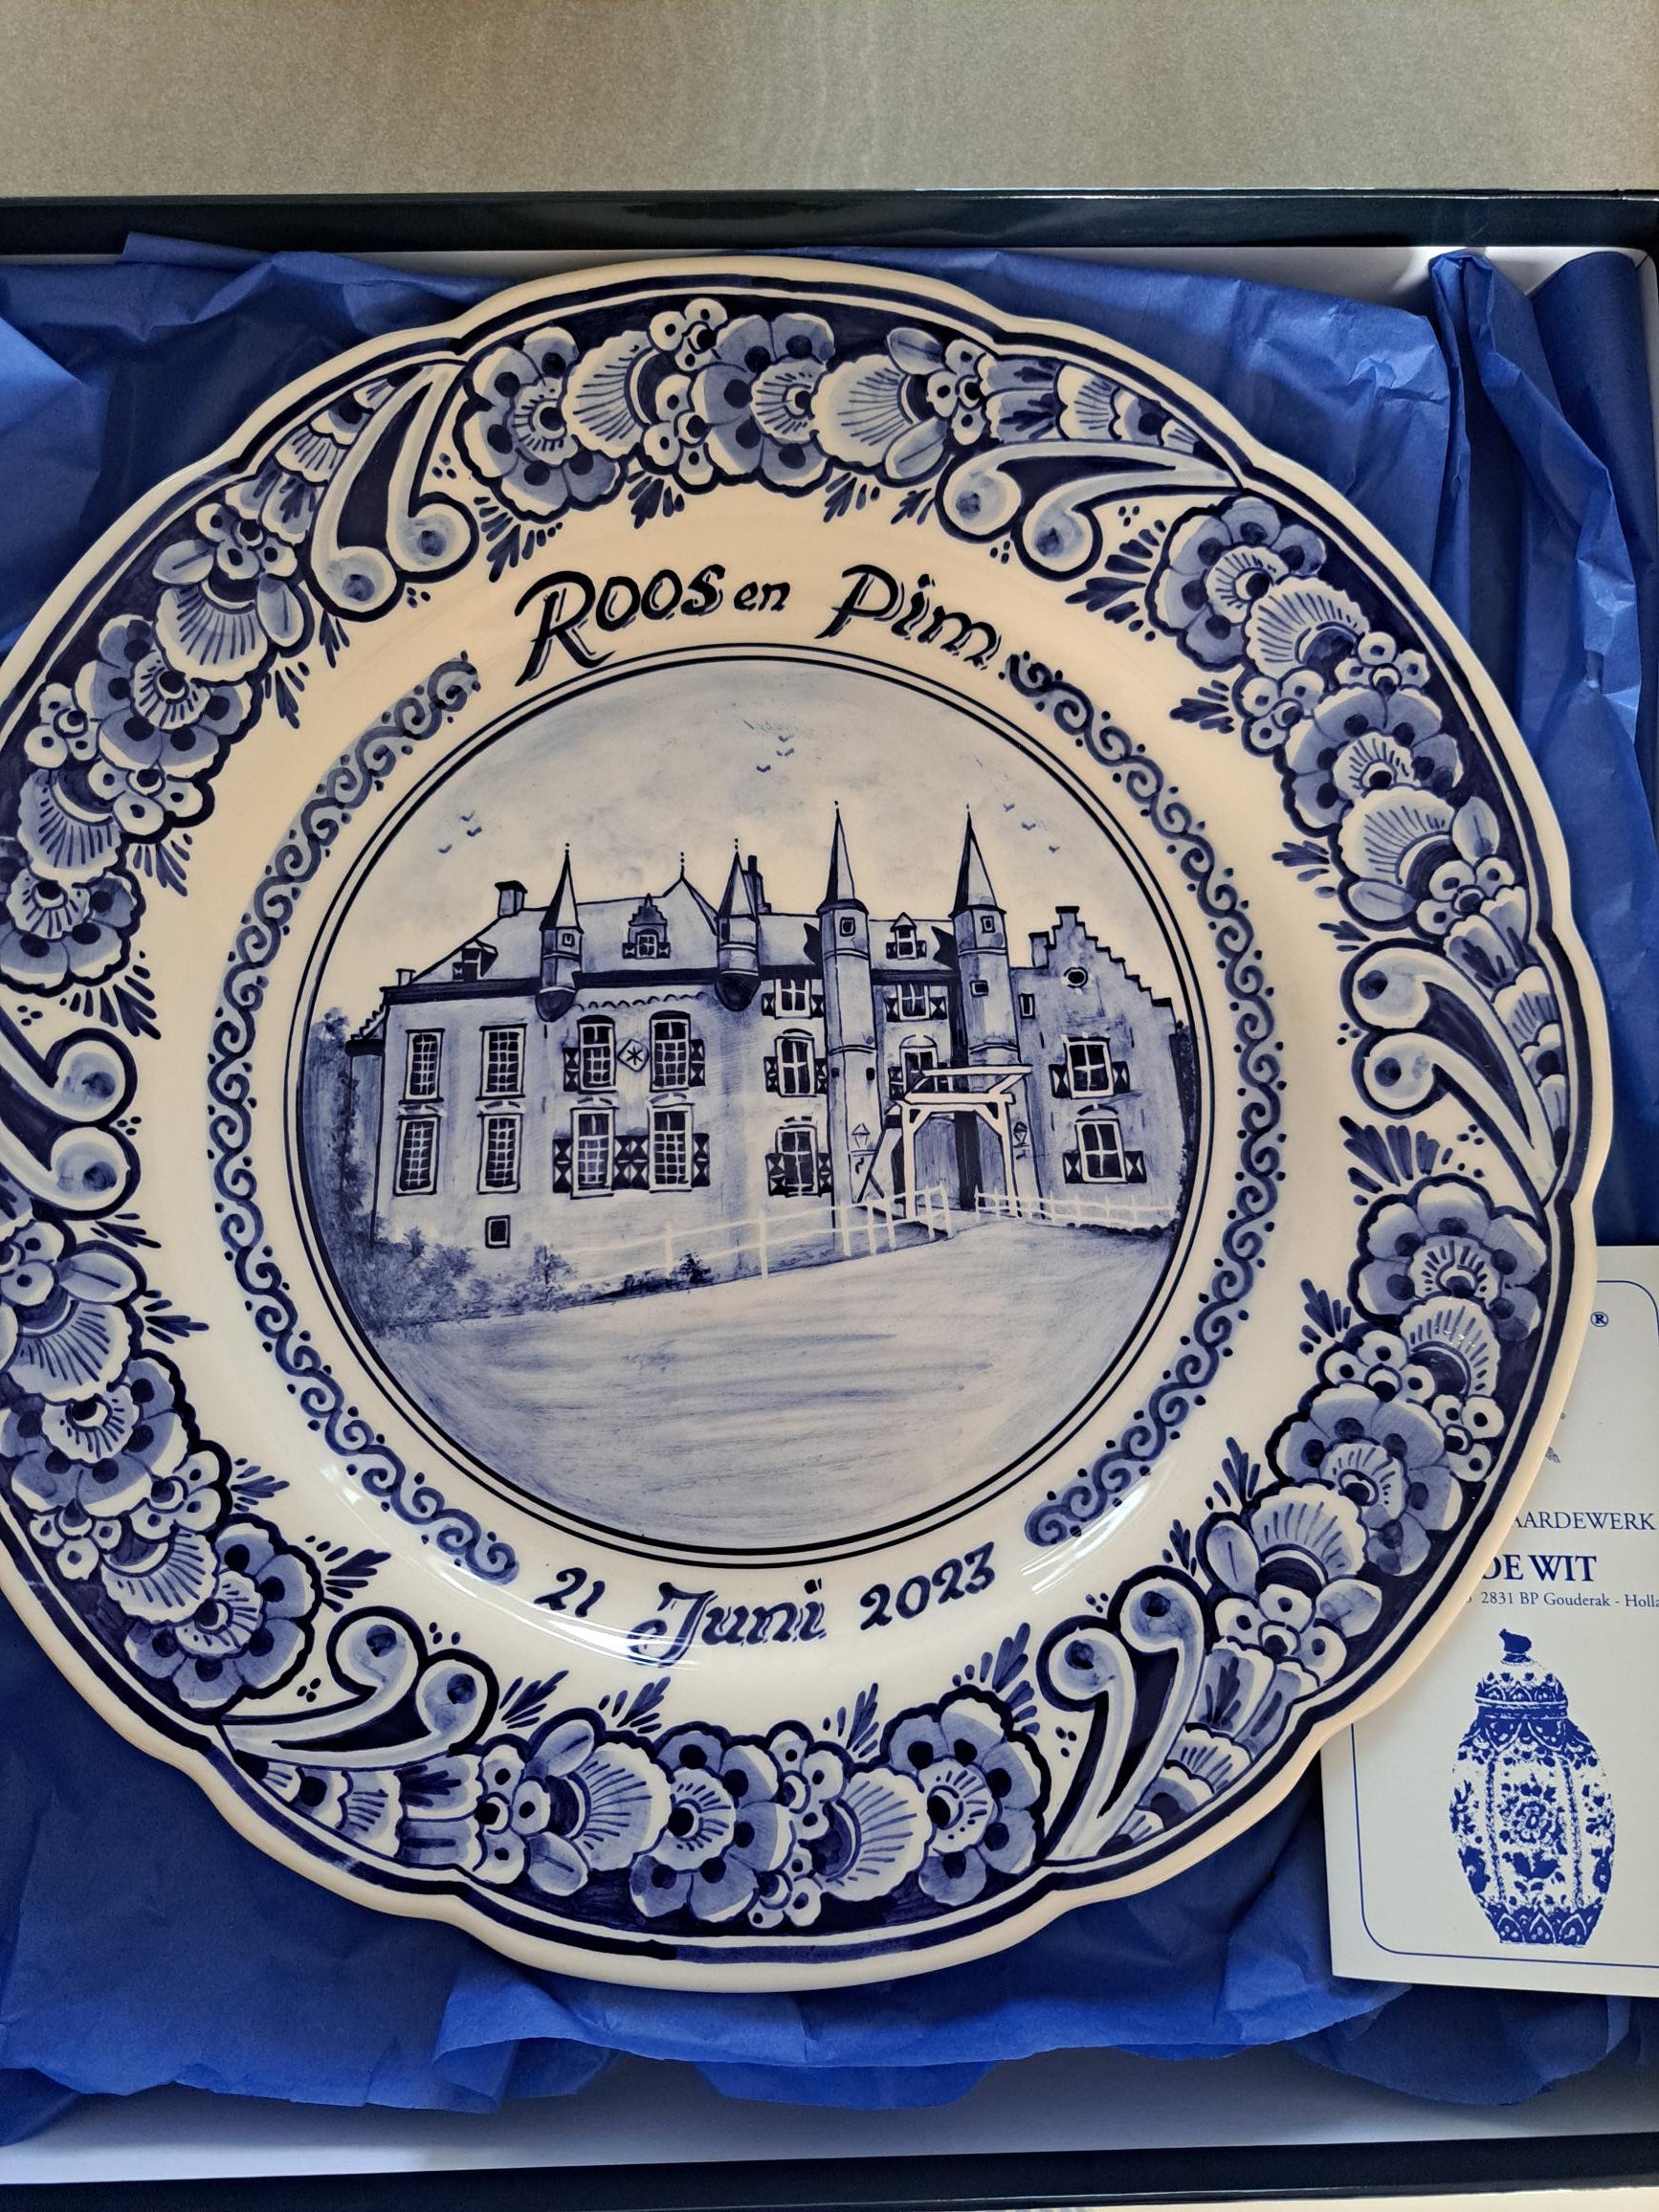 Roos en Pim
21 Juni 2023
®
AARDEWERK
DE WIT
2831 BP Gouderak - Holla